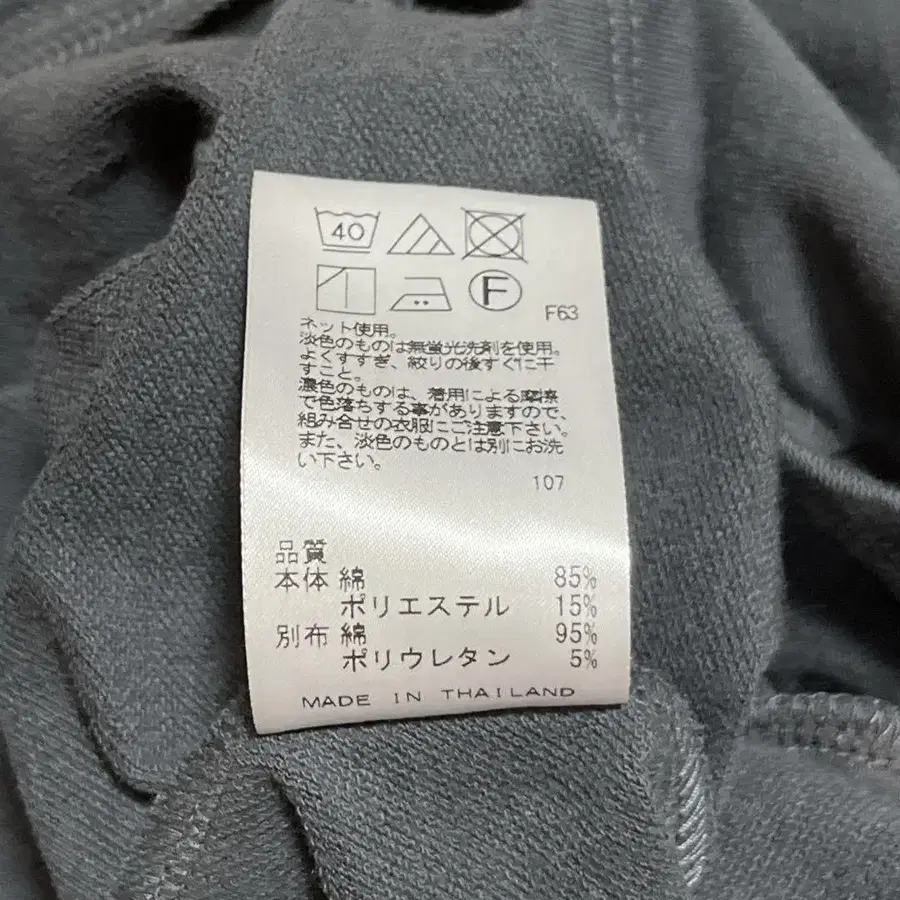 40
F
F63
ネット使用。
淡色のものは無蛍光洗剤を使用。
よくすすぎ、絞りの後すぐに干
すこと。
濃色のものは、着用による摩擦
で色落ちする事がありますので、
組み合せの衣服にご注意下さい。
また、淡色のものとは別にお洗
い下さい。
107
品質
本体 綿 85%
ポリエステル 15%
別布 綿 95%
ポリウレタン 5%
MADE IN THAILAND